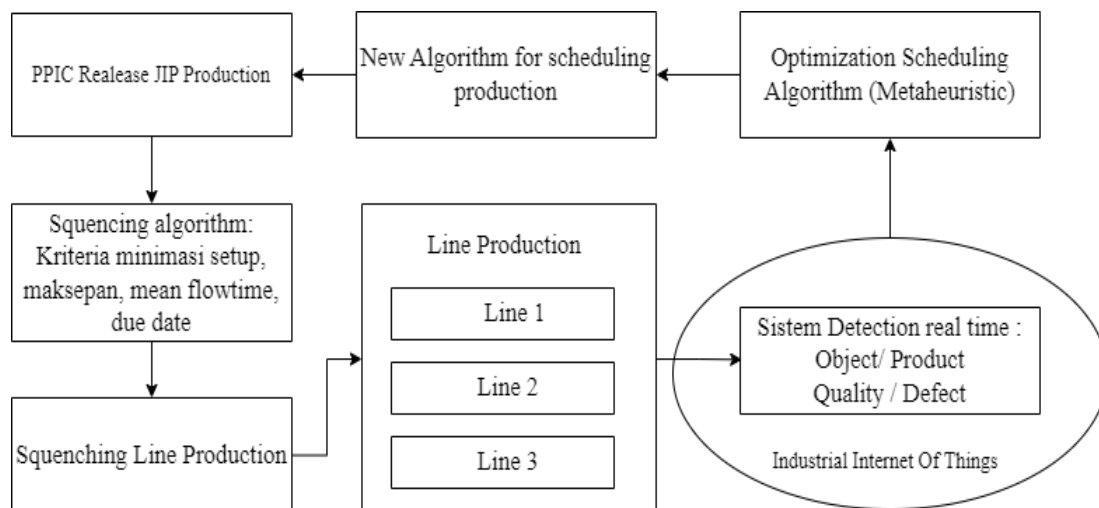 PPIC Realease JIP Production
New Algorithm for scheduling
production
Optimization Scheduling
Algorithm (Metaheuristic)
Squencing algorithm:
Kriteria minimasi setup,
maksepan, mean flowtime,
due date
Squenching Line Production
Line Production
Line 1
Line 2
Line 3
Sistem Detection real time :
Object/ Product
Quality / Defect
Industrial Internet Of Things